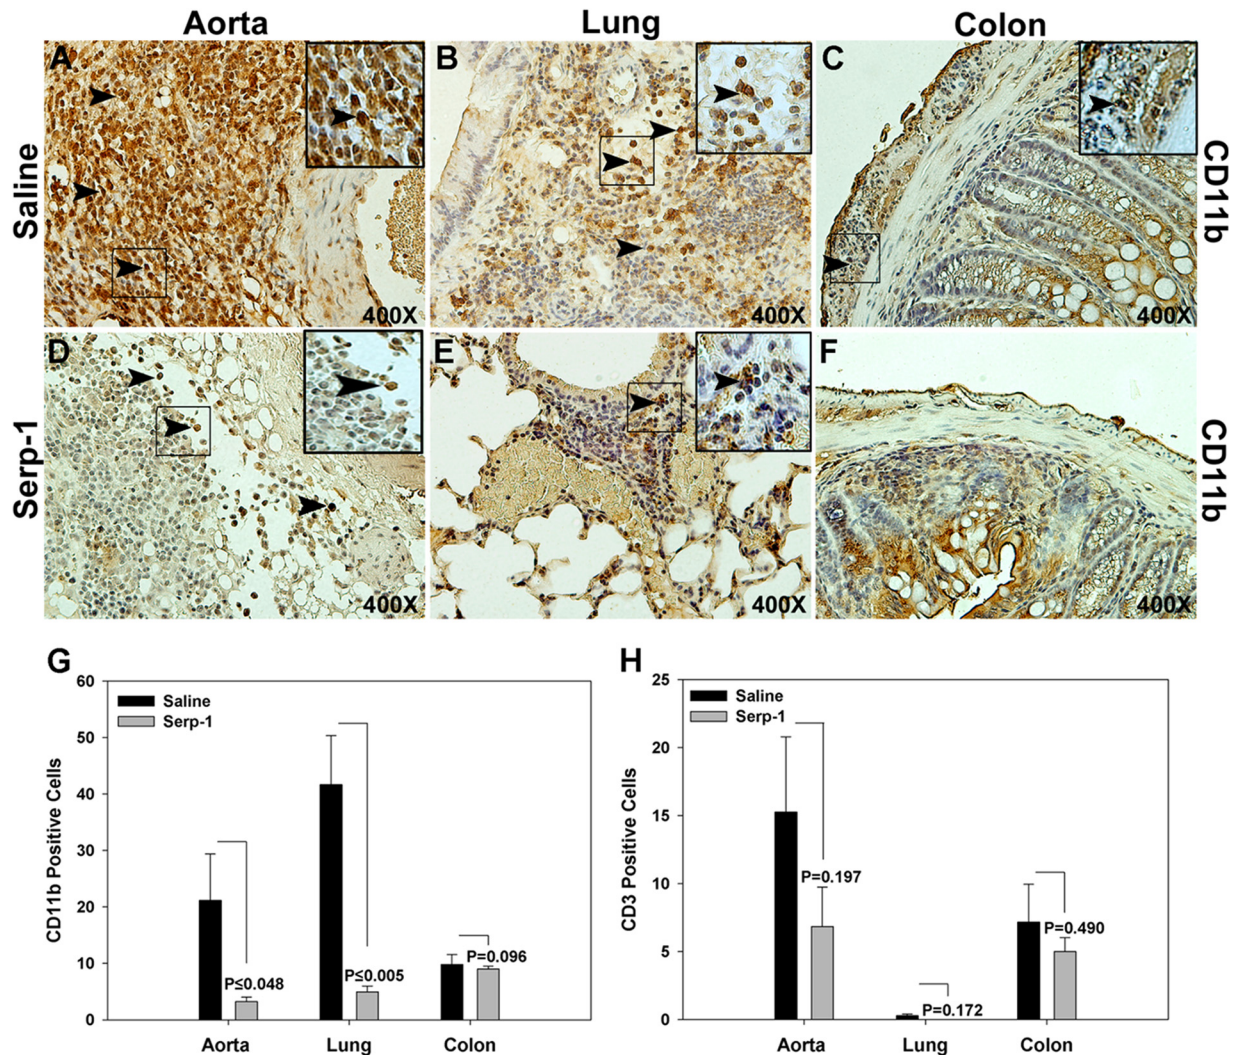 Aorta Lung Colon
Saline
A
B
C
CD11b
400X 400X 400X
Serp-1
D
E
F
CD11b
400X 400X 400X
G
CD11b Positive Cells
60
50
40
30
20
10
0
Saline
Serp-1
P≤0.048
P≤0.005
P=0.096
Aorta Lung Colon
H
CD3 Positive Cells
25
20
15
10
5
0
Saline
Serp-1
P=0.197
P=0.172
P=0.490
Aorta Lung Colon